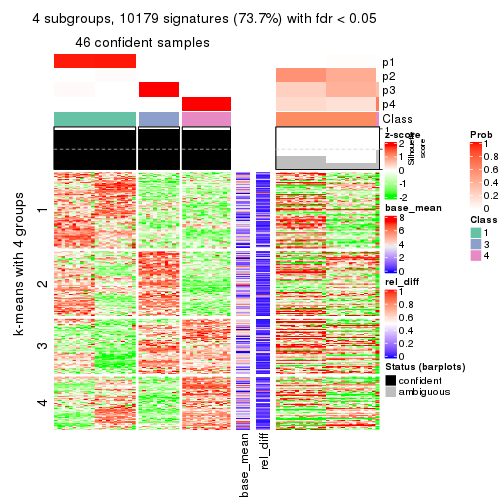 4 subgroups, 10179 signatures (73.7%) with fdr < 0.05
46 confident samples
p1
p2
p3
p4
Class
1
Silhouette
score
z-score
2
1
0
-1
-2
base_mean
8
6
4
2
0
rel_diff
1
0.8
0.6
0.4
0.2
0
Status (barplots)
confident
ambiguous
Prob
1
0.8
0.6
0.4
0.2
0
Class
1
3
4
k-means with 4 groups
1
2
3
4
base_mean
rel_diff